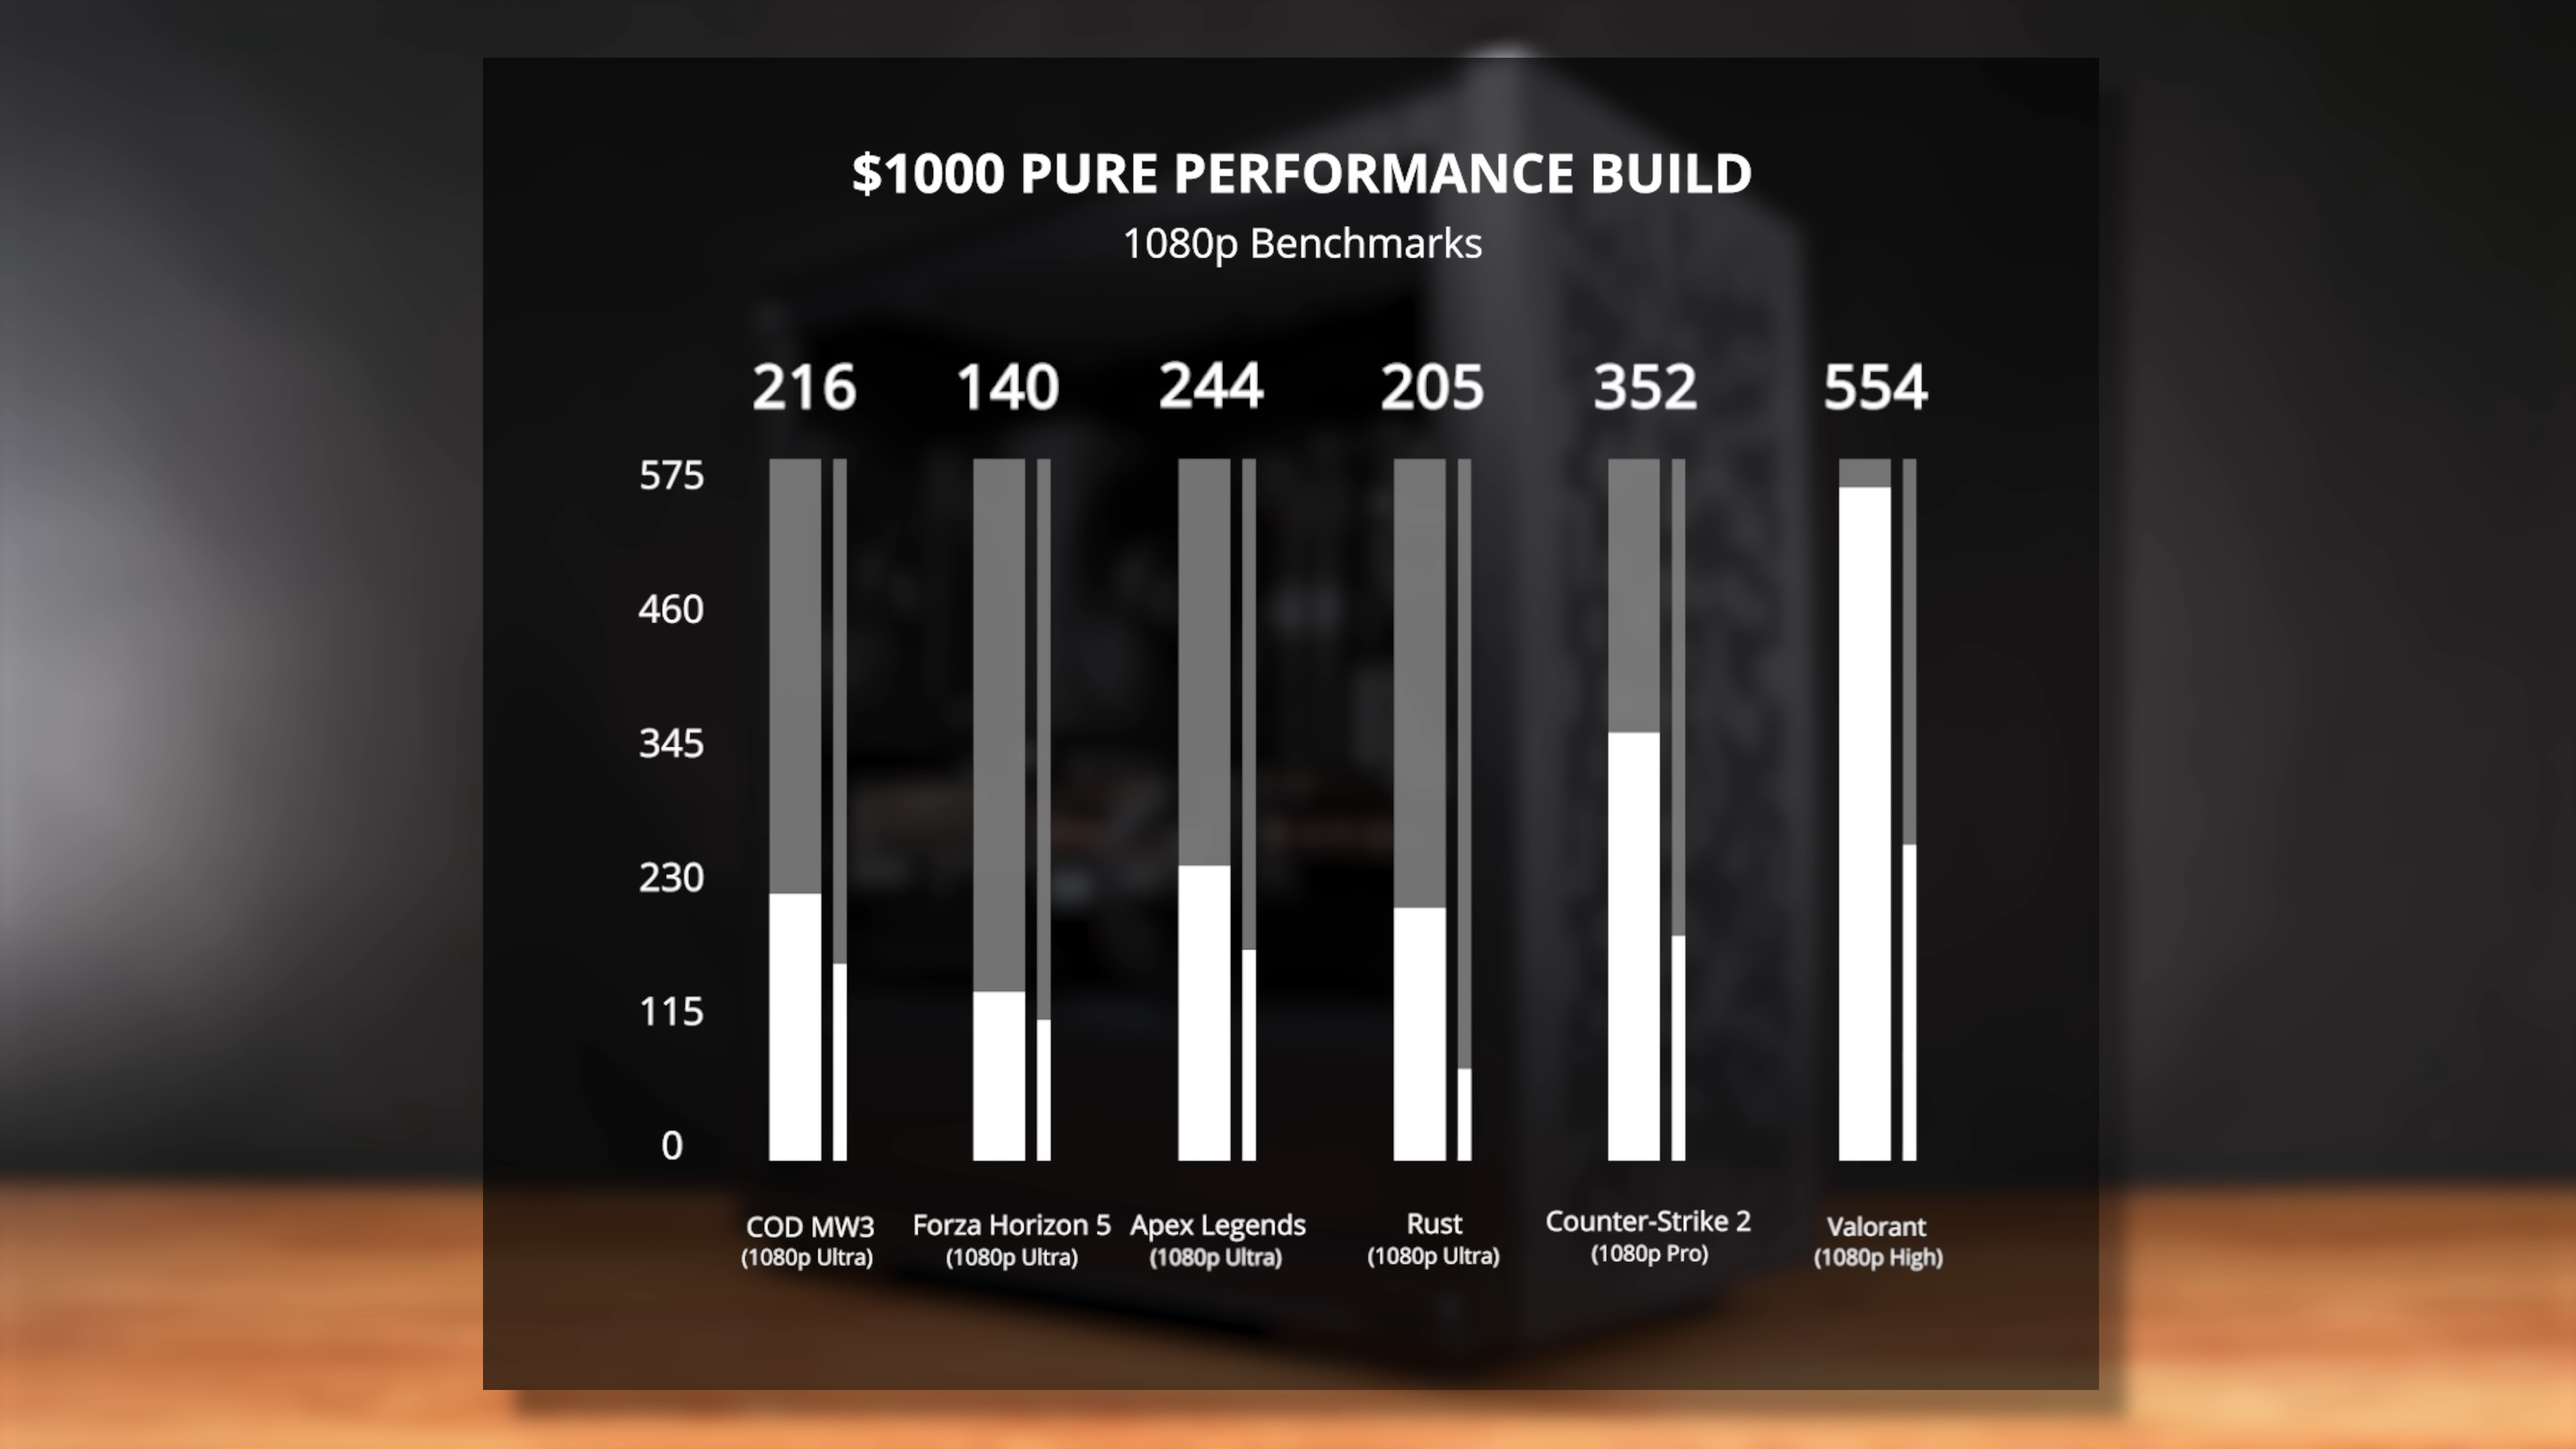 $1000 PURE PERFORMANCE BUILD
1080p Benchmarks
216 140 244 205 352 554
575
460
345
230
115
0
COD MW3 Forza Horizon 5 Apex Legends Rust Counter-Strike 2 Valorant
(1080p Ultra) (1080p Ultra) (1080p Ultra) (1080p Ultra) (1080p Pro) (1080p High)